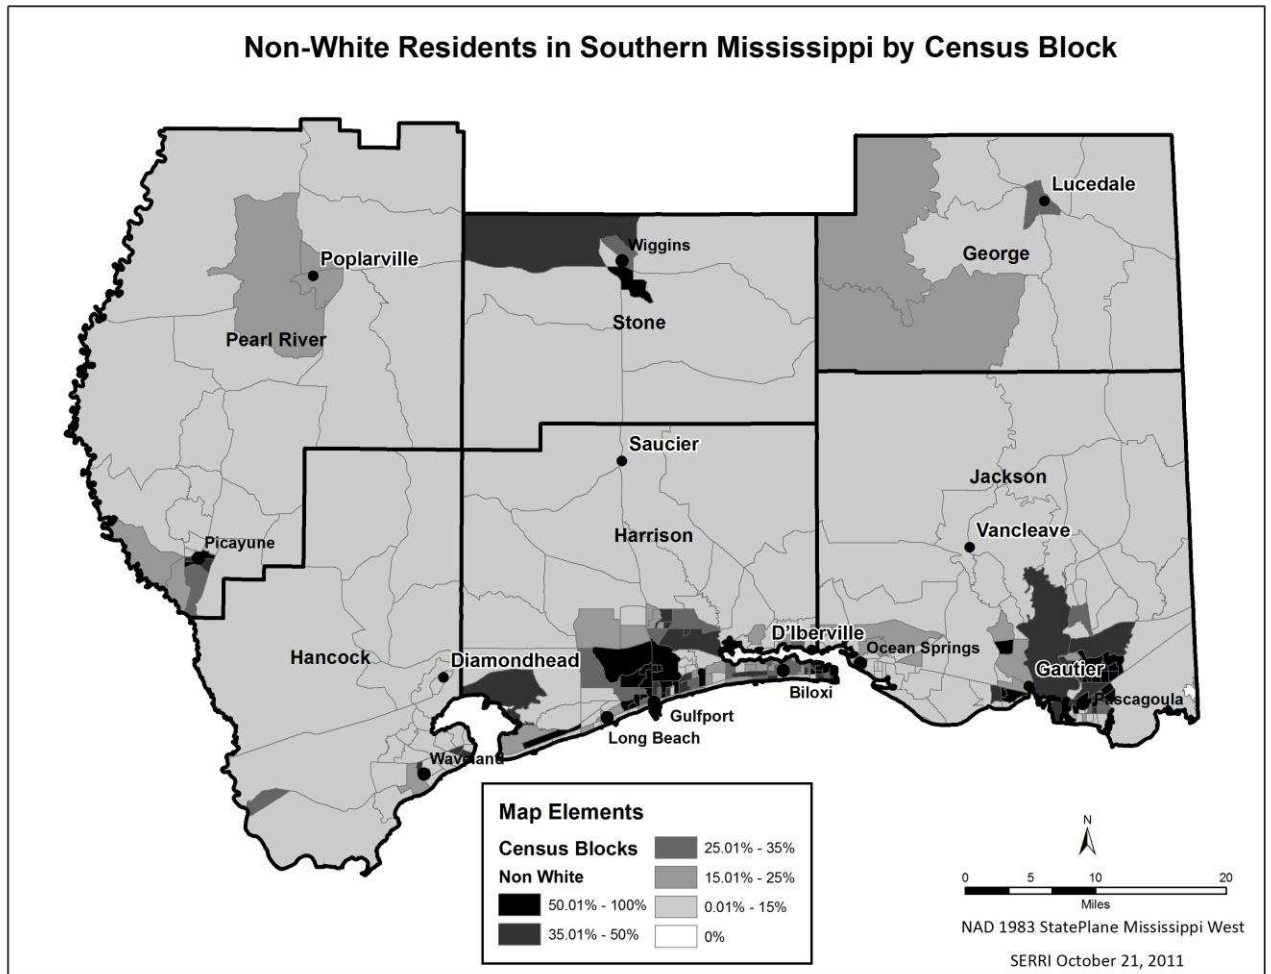 Non-White Residents in Southern Mississippi by Census Block
Lucedale
Wiggins
George
Poplarville
Stone
Pearl River
Saucier
Jackson
Harrison
Vancleave
Picayune
D'Iberville
Ocean Springs
Hancock
Diamondhead
Gautier
Biloxi
Pascagoula
Gulfport
Long Beach
Waveland
Map Elements
Census Blocks
Non White
50.01% - 100%
35.01% - 50%
25.01% - 35%
15.01% - 25%
0.01% - 15%
0%
N
0 5 10 20
Miles
NAD 1983 StatePlane Mississippi West
SERRI October 21, 2011